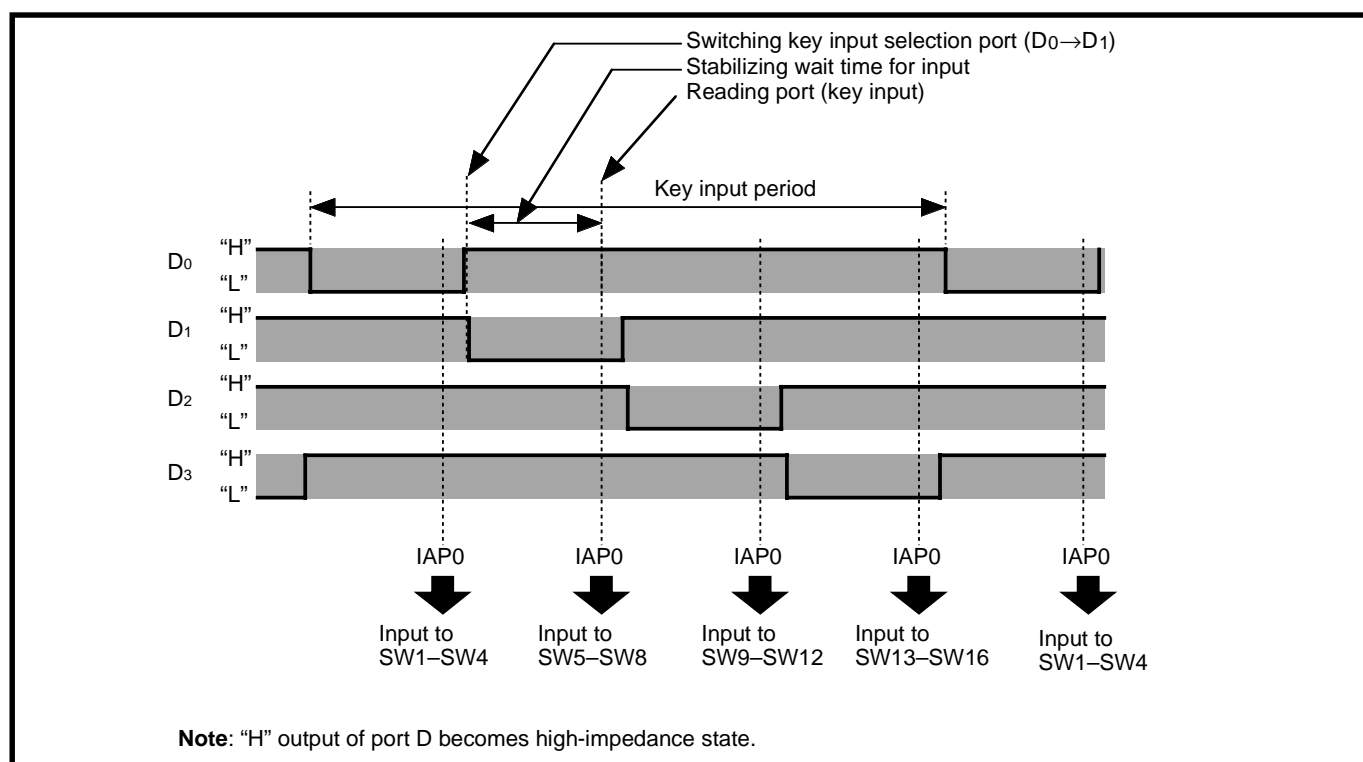 Switching key input selection port (D0→D1)
Stabilizing wait time for input
Reading port (key input)
Key input period
D0 “H”
“L”
D1 “H”
“L”
D2 “H”
“L”
D3 “H”
“L”
IAP0 IAP0 IAP0 IAP0 IAP0
Input to SW1–SW4
Input to SW5–SW8
Input to SW9–SW12
Input to SW13–SW16
Input to SW1–SW4
Note: “H” output of port D becomes high-impedance state.